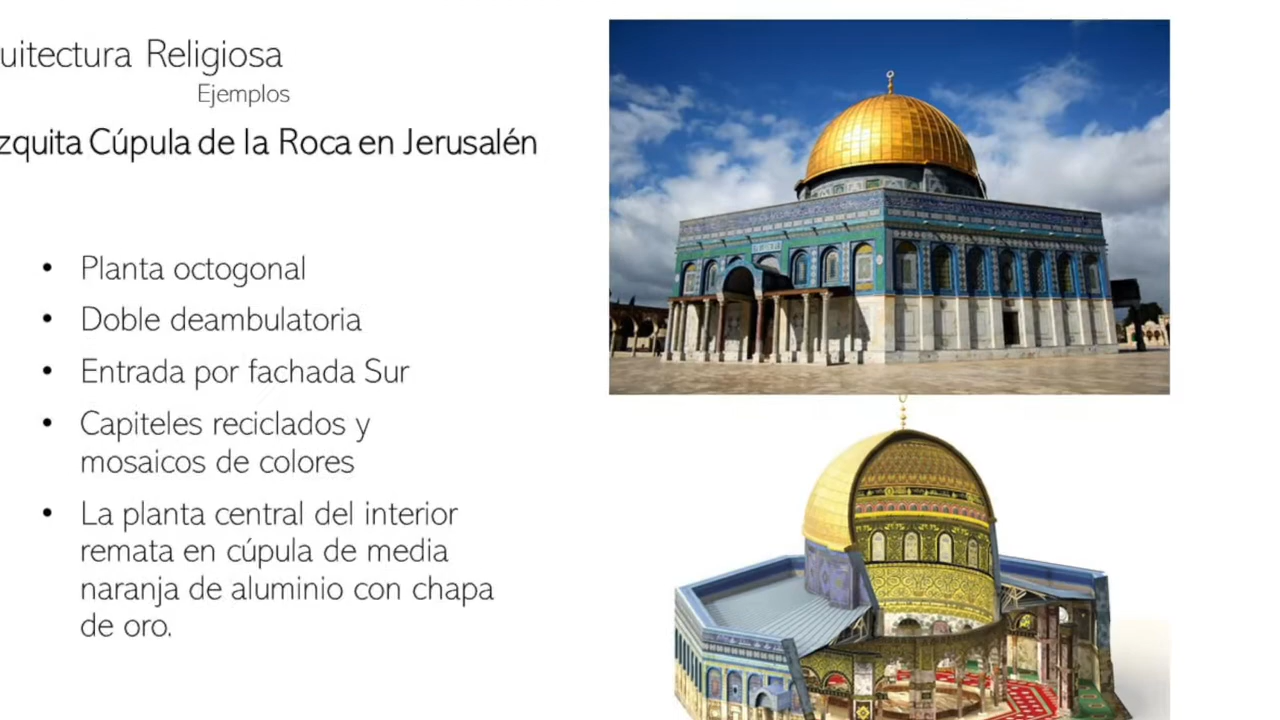 uitectura Religiosa
Ejemplos
zquita Cúpula de la Roca en Jerusalén
• Planta octogonal
• Doble deambulatoria
• Entrada por fachada Sur
• Capiteles reciclados y
mosaicos de colores
• La planta central del interior
remata en cúpula de media
naranja de aluminio con chapa
de oro.